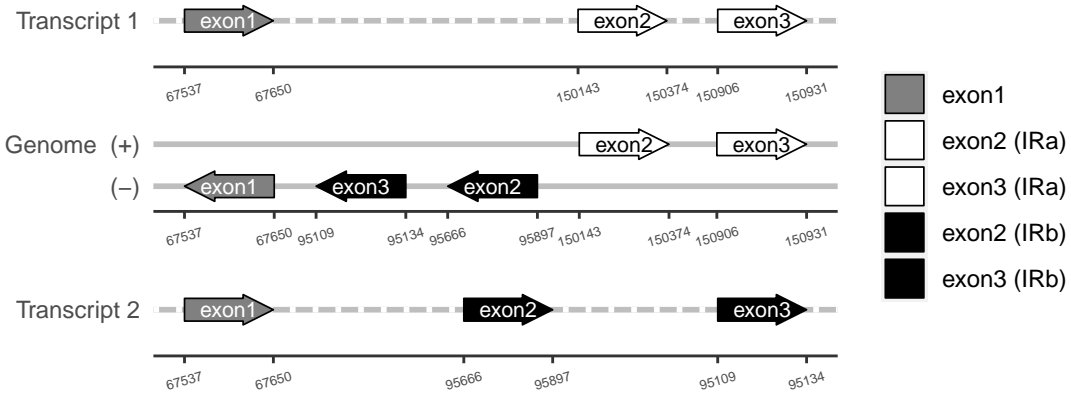 Transcript 1 exon1 exon2 exon3
67537 67650 150143 150374 150906 150931
Genome (+) exon2 exon3
(−) exon1 exon3 exon2
67537 67650 95109 95134 95666 95897 150143 150374 150906 150931
Transcript 2 exon1 exon2 exon3
67537 67650 95666 95897 95109 95134
exon1
exon2 (IRa)
exon3 (IRa)
exon2 (IRb)
exon3 (IRb)